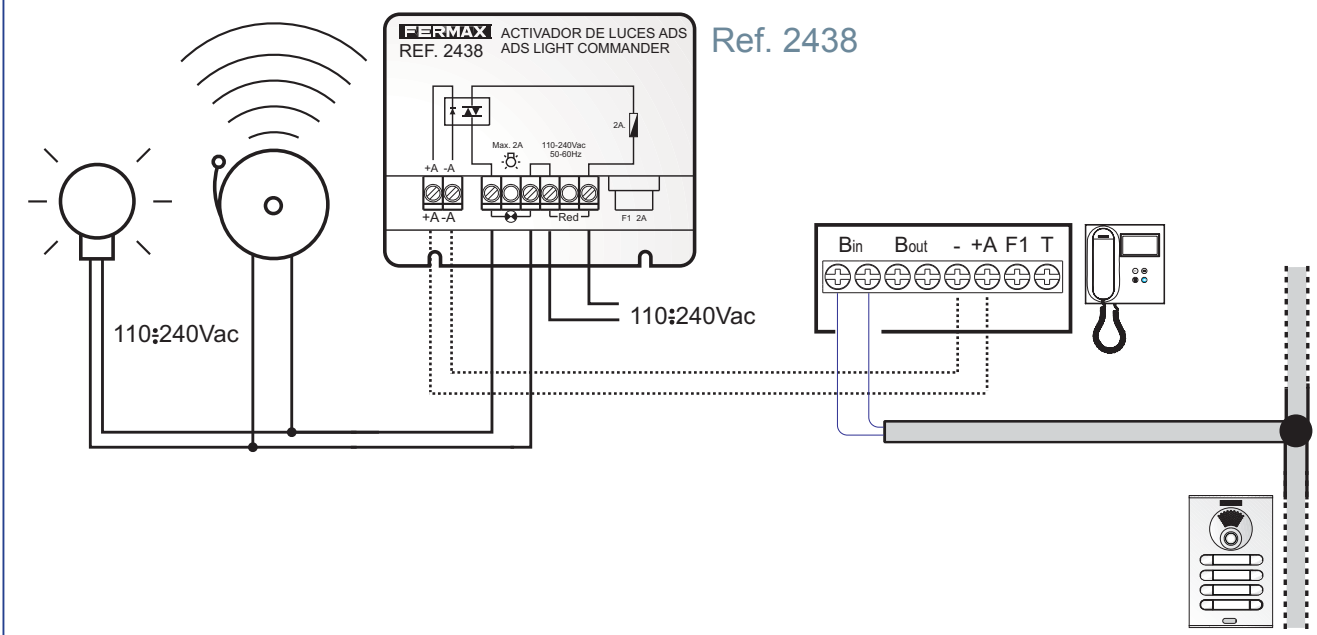 FERMAX ACTIVADOR DE LUCES ADS
REF. 2438 ADS LIGHT COMMANDER
Ref. 2438
2A.
Max. 2A 110-240Vac
50-60Hz
+A -A
+A -A Red F1 2A
Bin Bout - +A F1 T
110÷240Vac
110÷240Vac